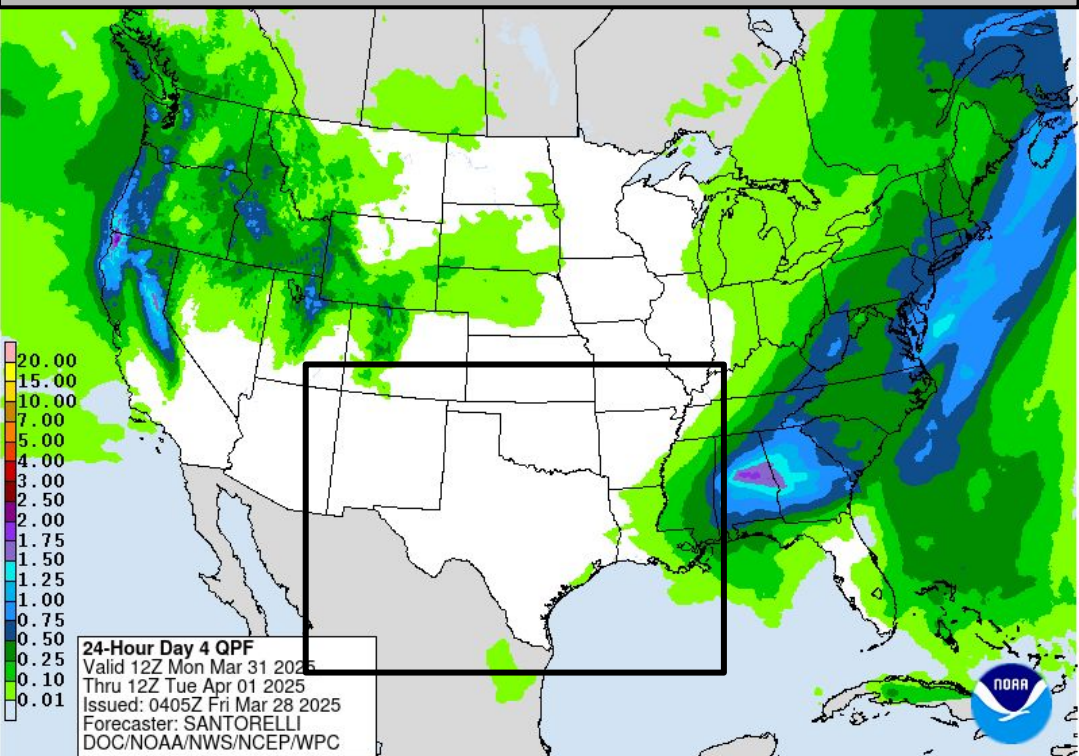 20.00
15.00
10.00
7.00
5.00
4.00
3.00
2.50
2.00
1.75
1.50
1.25
1.00
0.75
0.50
0.25
0.10
0.01
24-Hour Day 4 QPF
Valid 12Z Mon Mar 31 2025
Thru 12Z Tue Apr 01 2025
Issued: 0405Z Fri Mar 28 2025
Forecaster: SANTORELLI
DOC/NOAA/NWS/NCEP/WPC
NOAA